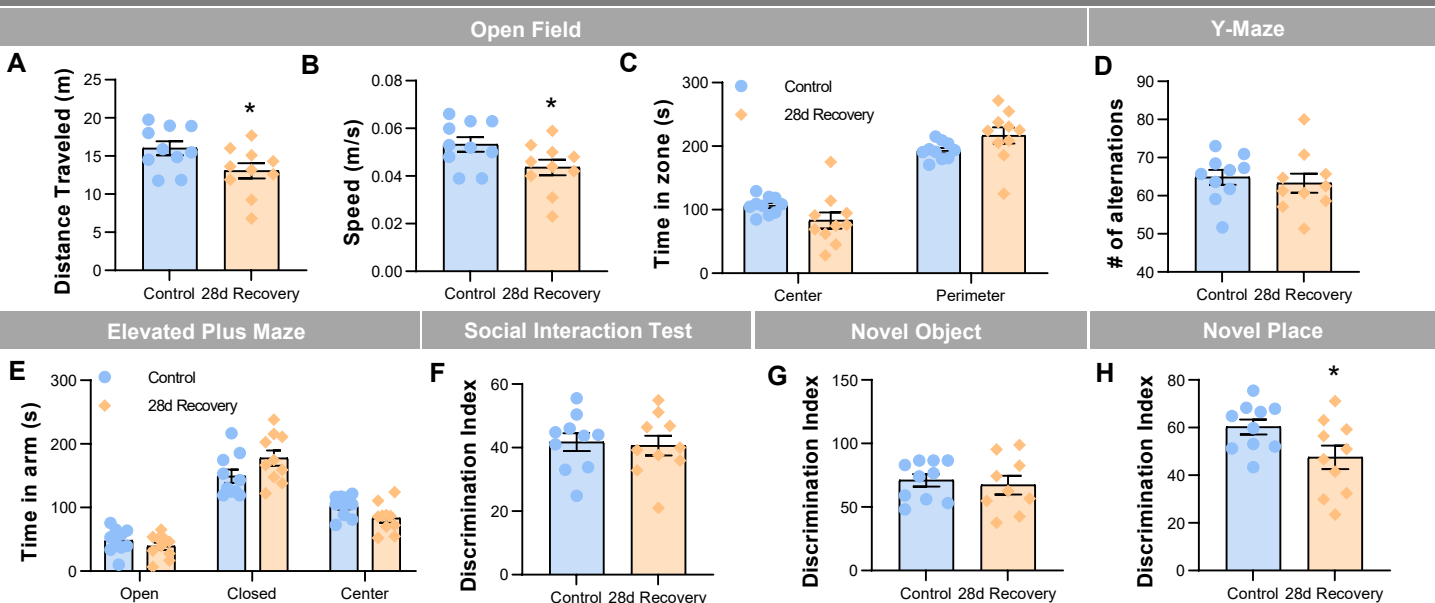 Open Field
Y-Maze
A
Distance Traveled (m)
25
20
15
10
5
0
*
Control 28d Recovery
B
Speed (m/s)
0.08
0.06
0.04
0.02
0.00
*
Control 28d Recovery
C
Time in zone (s)
300
200
100
0
Control
28d Recovery
Center Perimeter
D
# of alternations
90
80
70
60
50
40
Control 28d Recovery
Elevated Plus Maze
Social Interaction Test
Novel Object
Novel Place
E
Time in arm (s)
300
200
100
0
Control
28d Recovery
Open Closed Center
F
Discrimination Index
60
40
20
0
Control 28d Recovery
G
Discrimination Index
150
100
50
0
Control 28d Recovery
H
Discrimination Index
80
60
40
20
0
*
Control 28d Recovery